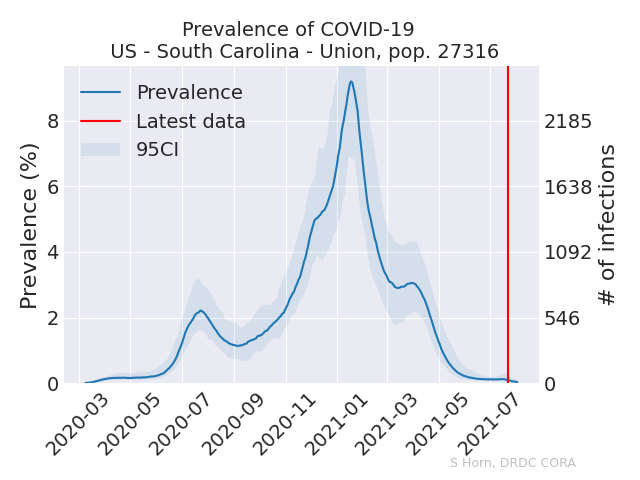 Prevalence of COVID-19
US - South Carolina - Union, pop. 27316
Prevalence
Latest data
95CI
Prevalence (%)
8
6
4
2
0
2185
1638
1092
546
0
# of infections
2020-03
2020-05
2020-07
2020-09
2020-11
2021-01
2021-03
2021-05
2021-07
S Horn, DRDC CORA